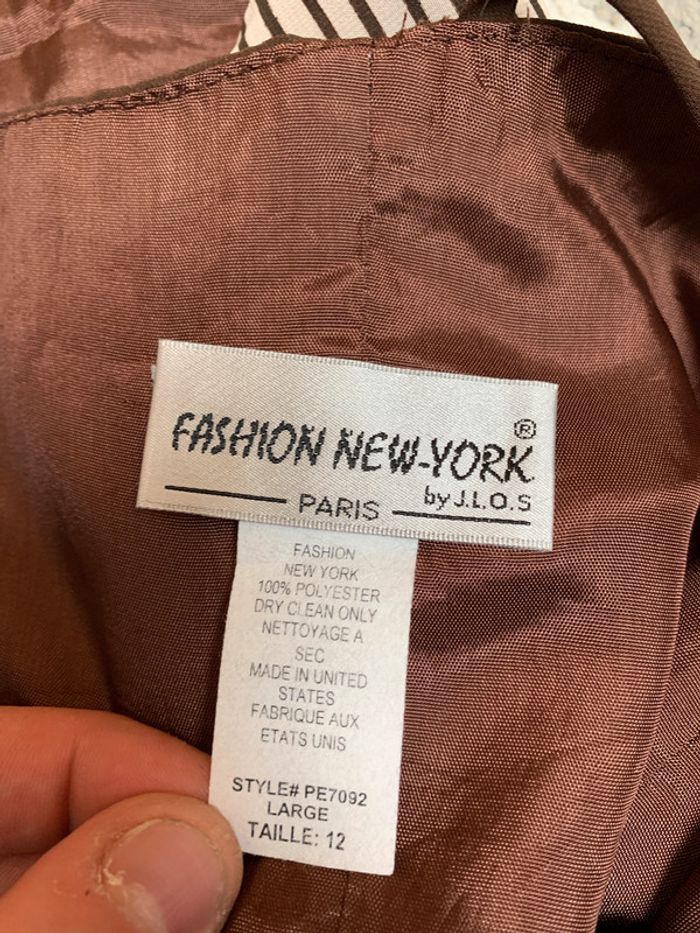 FASHION NEW-YORK®
by J.L.O.S
PARIS
FASHION
NEW YORK
100% POLYESTER
DRY CLEAN ONLY
NETTOYAGE A
SEC
MADE IN UNITED
STATES
FABRIQUE AUX
ETATS UNIS
STYLE# PE7092
LARGE
TAILLE: 12